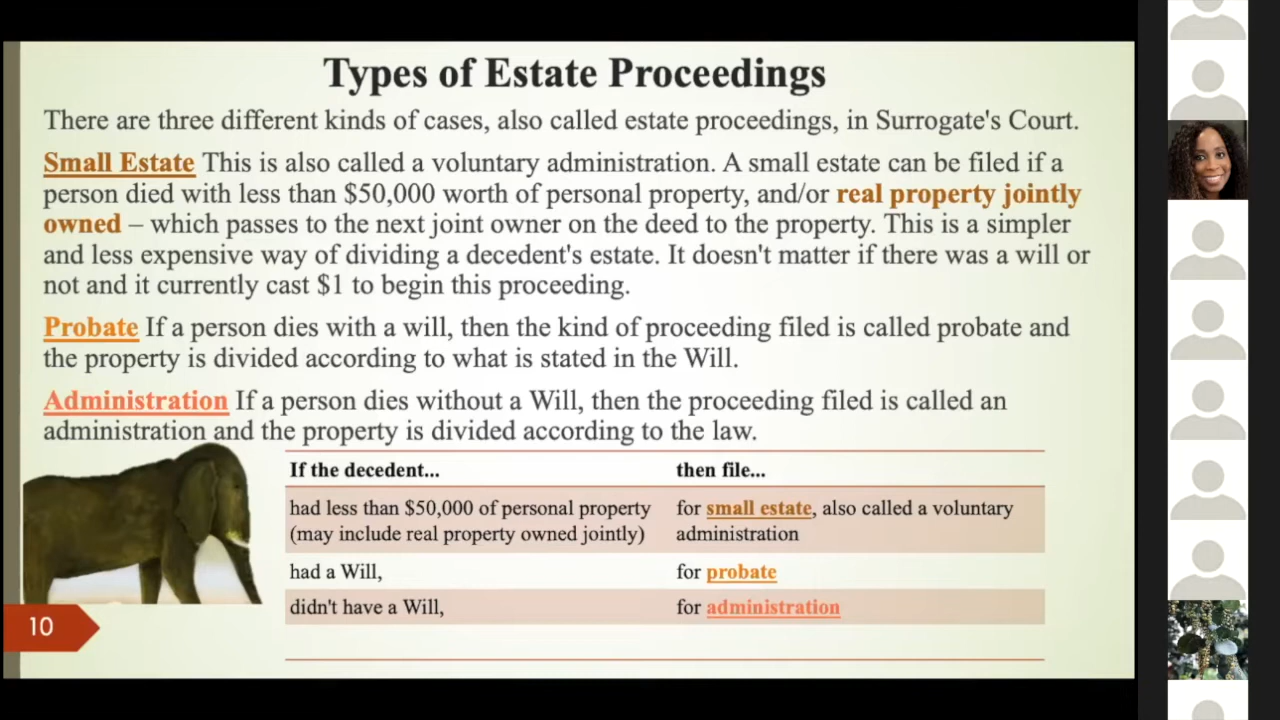 Types of Estate Proceedings
There are three different kinds of cases, also called estate proceedings, in Surrogate's Court.
Small Estate This is also called a voluntary administration. A small estate can be filed if a
person died with less than $50,000 worth of personal property, and/or real property jointly
owned – which passes to the next joint owner on the deed to the property. This is a simpler
and less expensive way of dividing a decedent's estate. It doesn't matter if there was a will or
not and it currently cast $1 to begin this proceeding.
Probate If a person dies with a will, then the kind of proceeding filed is called probate and
the property is divided according to what is stated in the Will.
Administration If a person dies without a Will, then the proceeding filed is called an
administration and the property is divided according to the law.
If the decedent... then file...
had less than $50,000 of personal property for small estate, also called a voluntary
(may include real property owned jointly) administration
had a Will, for probate
didn't have a Will, for administration
10